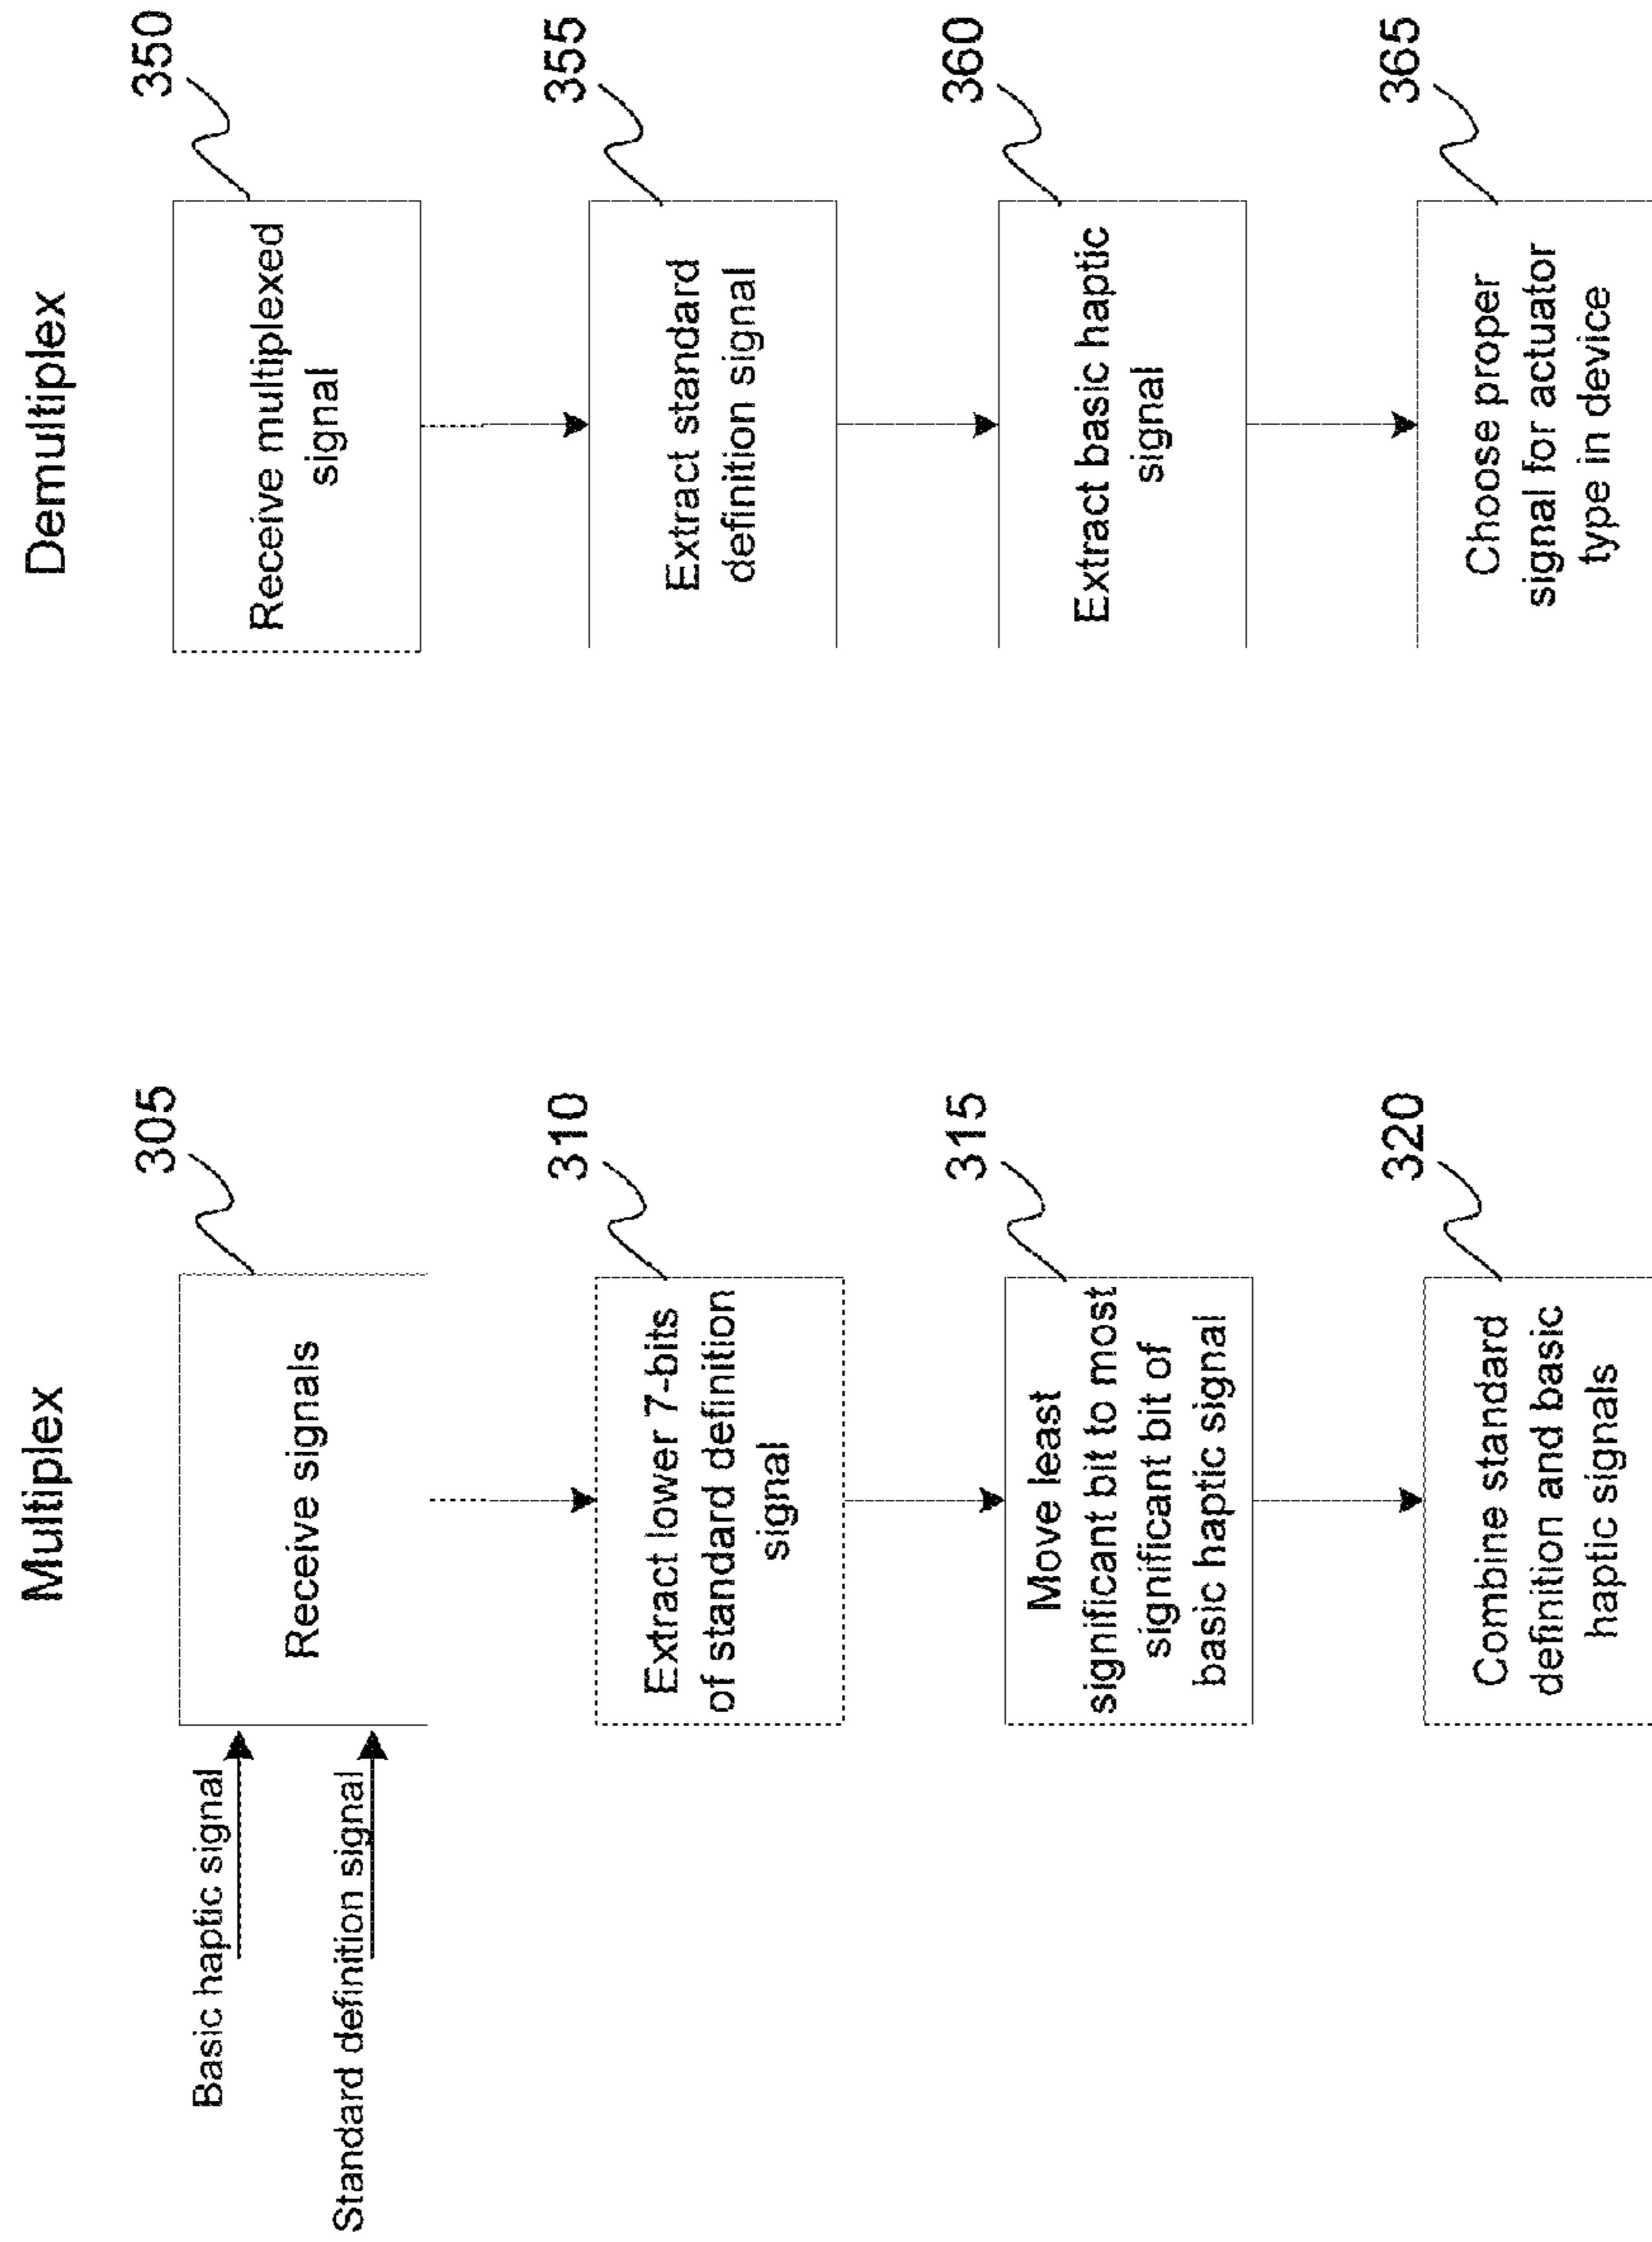 Multiplex
Basic haptic signal
Standard definition signal
305
Receive signals
310
Extract lower 7-bits
of standard definition
signal
315
Move least
significant bit to most
significant bit of
basic haptic signal
320
Combine standard
definition and basic
haptic signals
Demultiplex
350
Receive multiplexed
signal
355
Extract standard
definition signal
360
Extract basic haptic
signal
365
Choose proper
signal for actuator
type in device